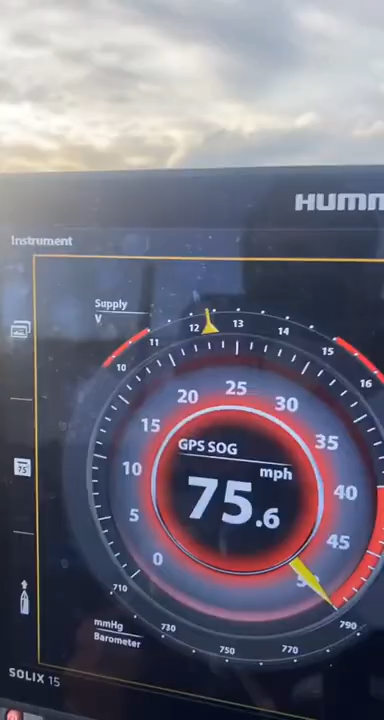 HUMM
Instrument
Supply
V
10 11 12 13 14 15 16
0 5 10 15 20 25 30 35 40 45
GPS SOG
mph
75.6
75
710 730 750 770 790
mmHg
Barometer
SOLIX 15